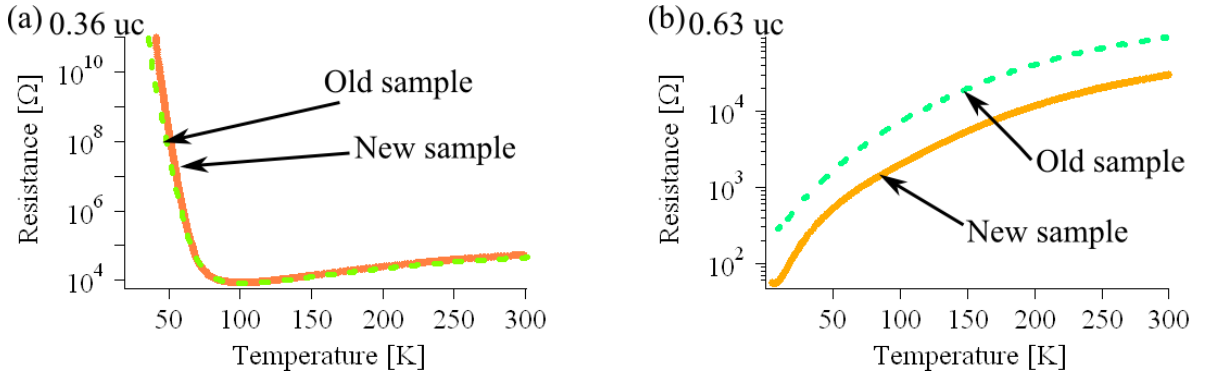 (a) 0.36 uc
Resistance [Ω]
10^10
10^8
10^6
10^4
Old sample
New sample
50 100 150 200 250 300
Temperature [K]
(b) 0.63 uc
Resistance [Ω]
10^4
10^3
10^2
Old sample
New sample
50 100 150 200 250 300
Temperature [K]